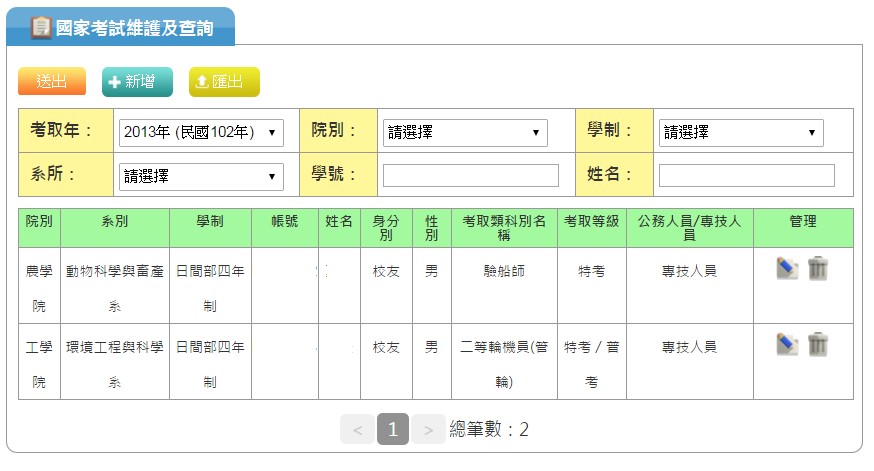 國家考試維護及查詢
送出 新增 匯出
考取年： 2013年 (民國102年) 院別： 請選擇 學制： 請選擇
系所： 請選擇 學號： 姓名：
院別 系別 學制 帳號 姓名 身分別 性別 考取類科別名稱 考取等級 公務人員/專技人員 管理
農學院 動物科學與畜產系 日間部四年制 校友 男 驗船師 特考 專技人員
工學院 環境工程與科學系 日間部四年制 校友 男 二等輪機員(管輪) 特考 / 普考 專技人員
< 1 > 總筆數：2